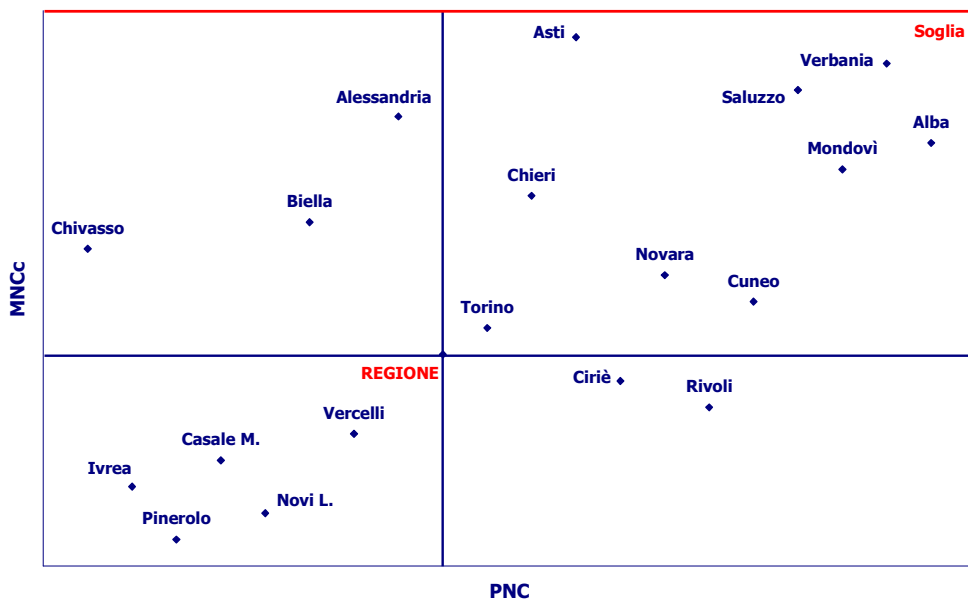 Soglia
Asti
Verbania
Saluzzo
Alessandria
Alba
Mondovì
Chieri
Biella
Chivasso
Novara
Cuneo
MNCc
Torino
REGIONE
Ciriè
Rivoli
Vercelli
Casale M.
Ivrea
Novi L.
Pinerolo
PNC